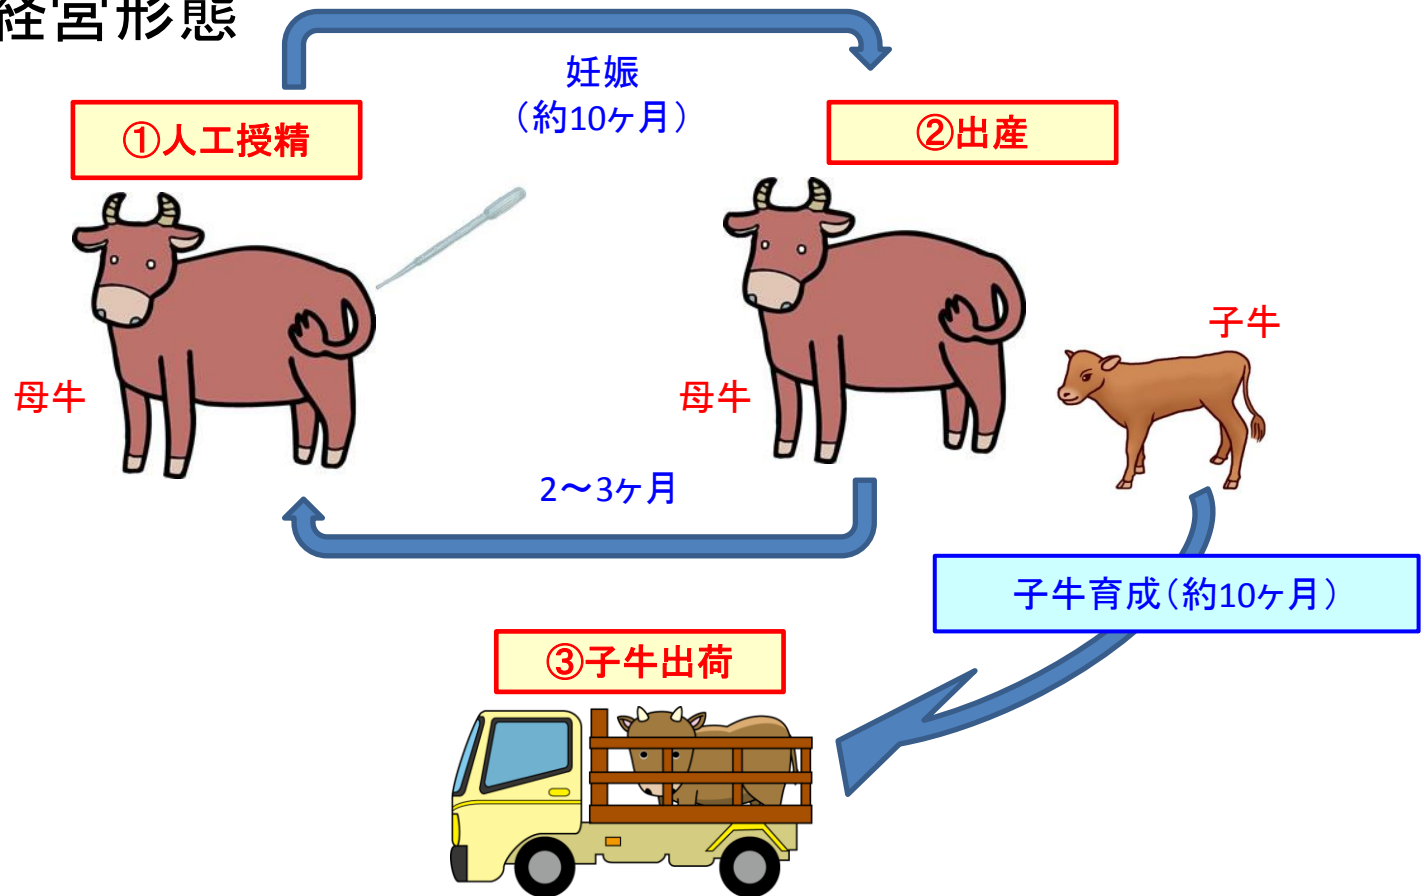 経営形態
妊娠
（約10ヶ月）
①人工授精
②出産
子牛
母牛
母牛
2～3ヶ月
子牛育成（約10ヶ月）
③子牛出荷